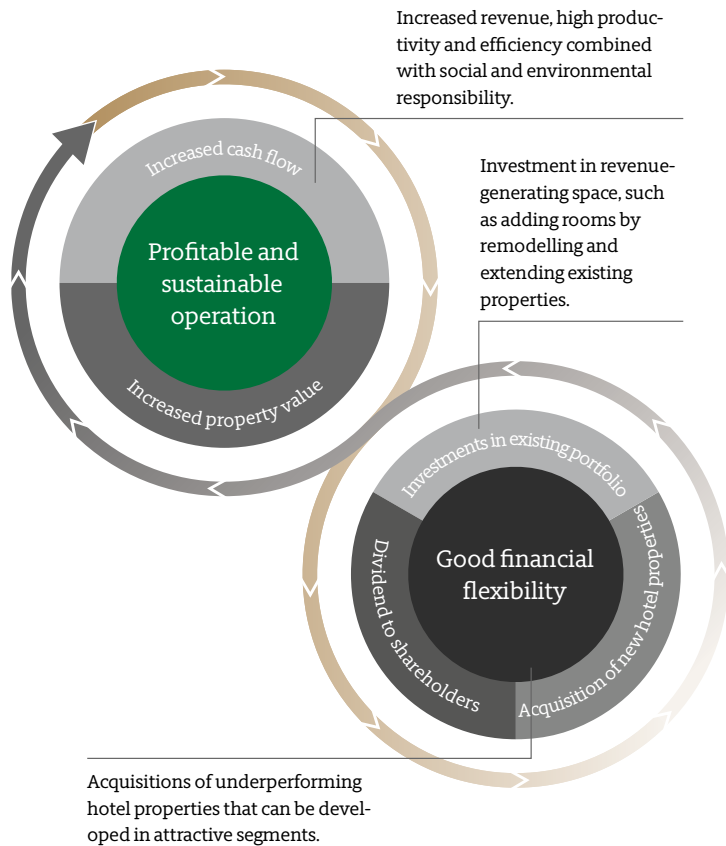 Increased revenue, high produc-
tivity and efficiency combined
with social and environmental
responsibility.
Increased cash flow
Profitable and
sustainable
operation
Increased property value
Investment in revenue-
generating space, such
as adding rooms by
remodelling and
extending existing
properties.
Investments in existing portfolio
Good financial
flexibility
Dividend to shareholders
Acquisition of new hotel properties
Acquisitions of underperforming
hotel properties that can be devel-
oped in attractive segments.